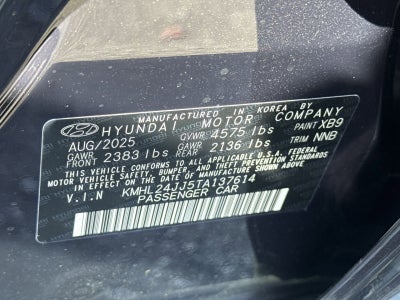 MANUFACTURED IN KOREA BY
HYUNDAI MOTOR COMPANY
AUG/2025 GVWR 4575 lbs PAINT XB9
GAWR FRONT 2383 lbs GAWR REAR 2136 lbs TRIM NNB
THIS VEHICLE CONFORMS TO ALL APPLICABLE U.S. FEDERAL
MOTOR VEHICLE SAFETY, BUMPER, AND THEFT PREVENTION STANDARDS
IN EFFECT ON THE DATE OF MANUFACTURE SHOWN ABOVE.
V.I.N KMHL24JJ5TA137614
PASSENGER CAR